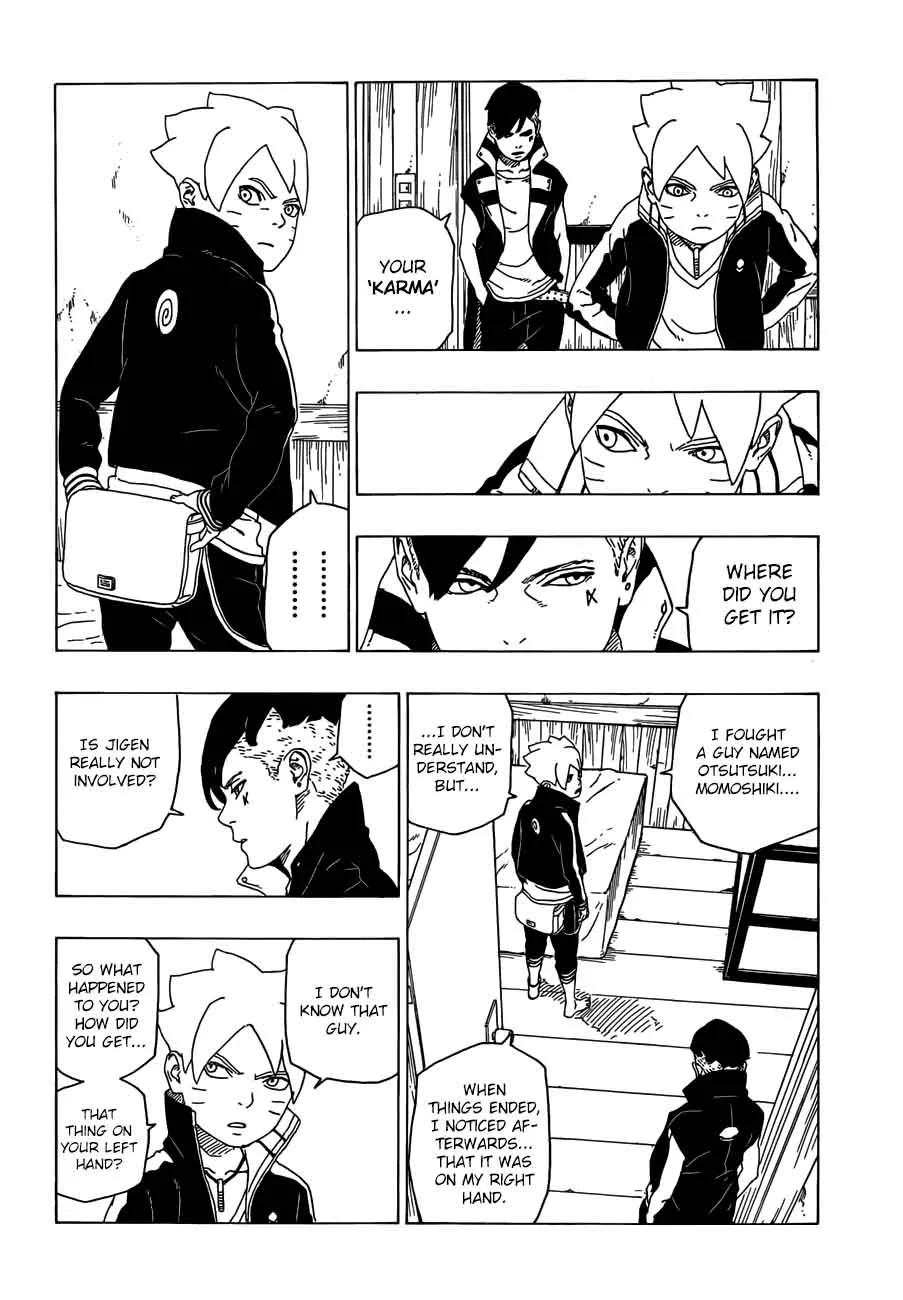 YOUR
'KARMA'
...
........
........
WHERE
DID YOU
GET IT?
I FOUGHT
A GUY NAMED
OTSUTSUKI...
MOMOSHIKI....
...I DON'T
REALLY UN-
DERSTAND,
BUT...
WHEN
THINGS ENDED,
I NOTICED AF-
TERWARDS...
THAT IT WAS
ON MY RIGHT
HAND.
........
IS JIGEN
REALLY NOT
INVOLVED?
I DON'T
KNOW THAT
GUY.
SO WHAT
HAPPENED
TO YOU?
HOW DID
YOU GET...
THAT
THING ON
YOUR LEFT
HAND?